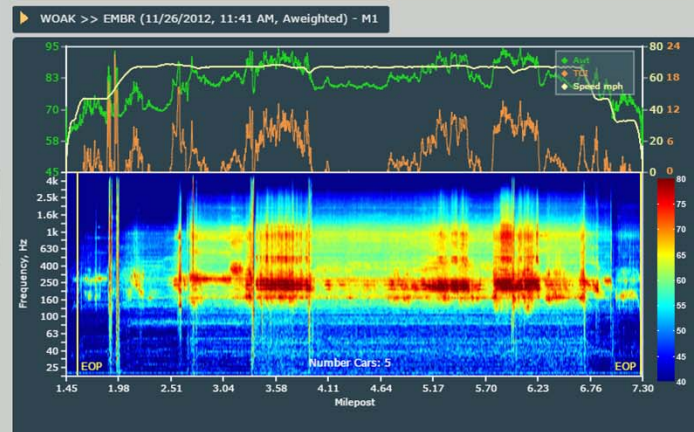 WOAK >> EMBR (11/26/2012, 11:41 AM, Aweighted) - M1
95
83
70
58
45
80 24
60 18
40 12
20 6
0 0
Aud
TD2
Speed mph
4k
2.5k
1.6k
1k
630
400
250
160
100
63
40
25
Frequency, Hz
80
75
70
65
60
55
50
45
40
EOP
Number Cars: 5
EOP
1.45 1.98 2.51 3.04 3.58 4.11 4.64 5.17 5.70 6.23 6.76 7.30
Milepost